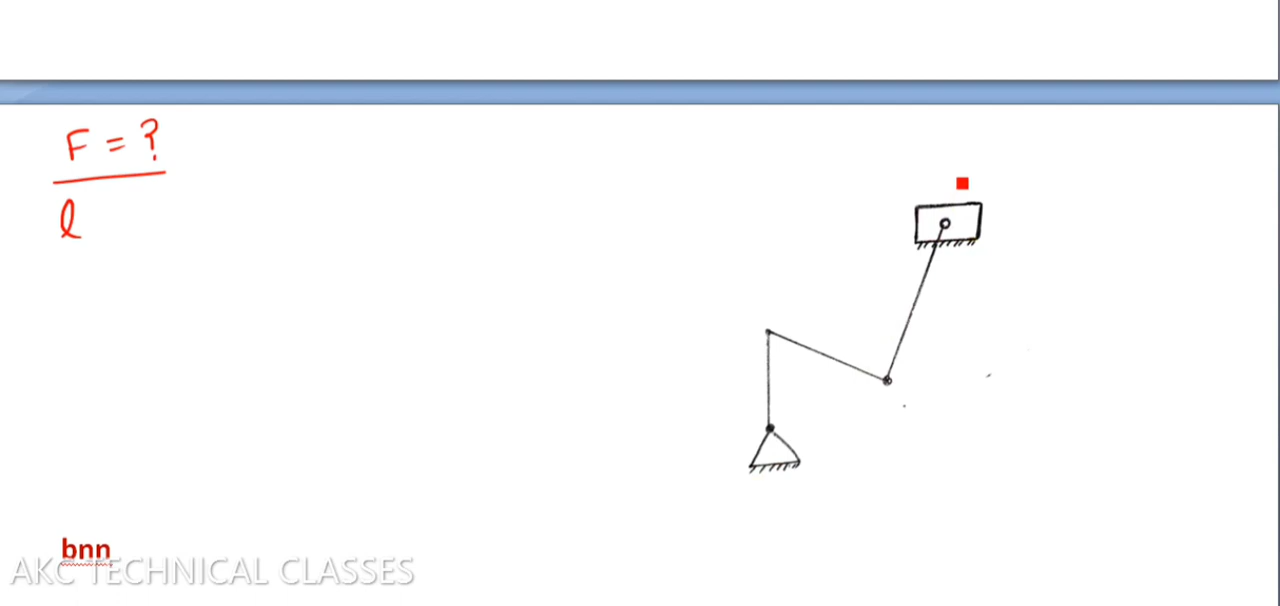 F = ?
l
bnn
AKC TECHNICAL CLASSES